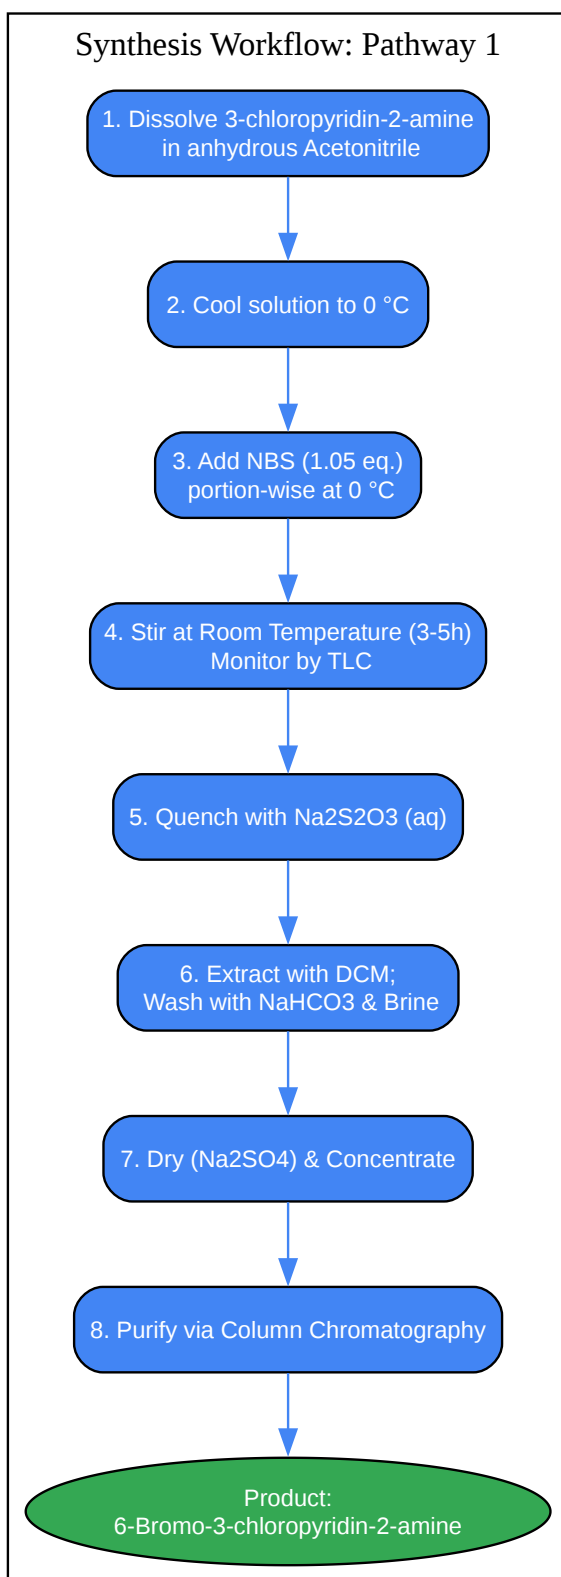 Synthesis Workflow: Pathway 1
1. Dissolve 3-chloropyridin-2-amine
in anhydrous Acetonitrile
2. Cool solution to 0 °C
3. Add NBS (1.05 eq.)
portion-wise at 0 °C
4. Stir at Room Temperature (3-5h)
Monitor by TLC
5. Quench with Na2S2O3 (aq)
6. Extract with DCM;
Wash with NaHCO3 & Brine
7. Dry (Na2SO4) & Concentrate
8. Purify via Column Chromatography
Product:
6-Bromo-3-chloropyridin-2-amine